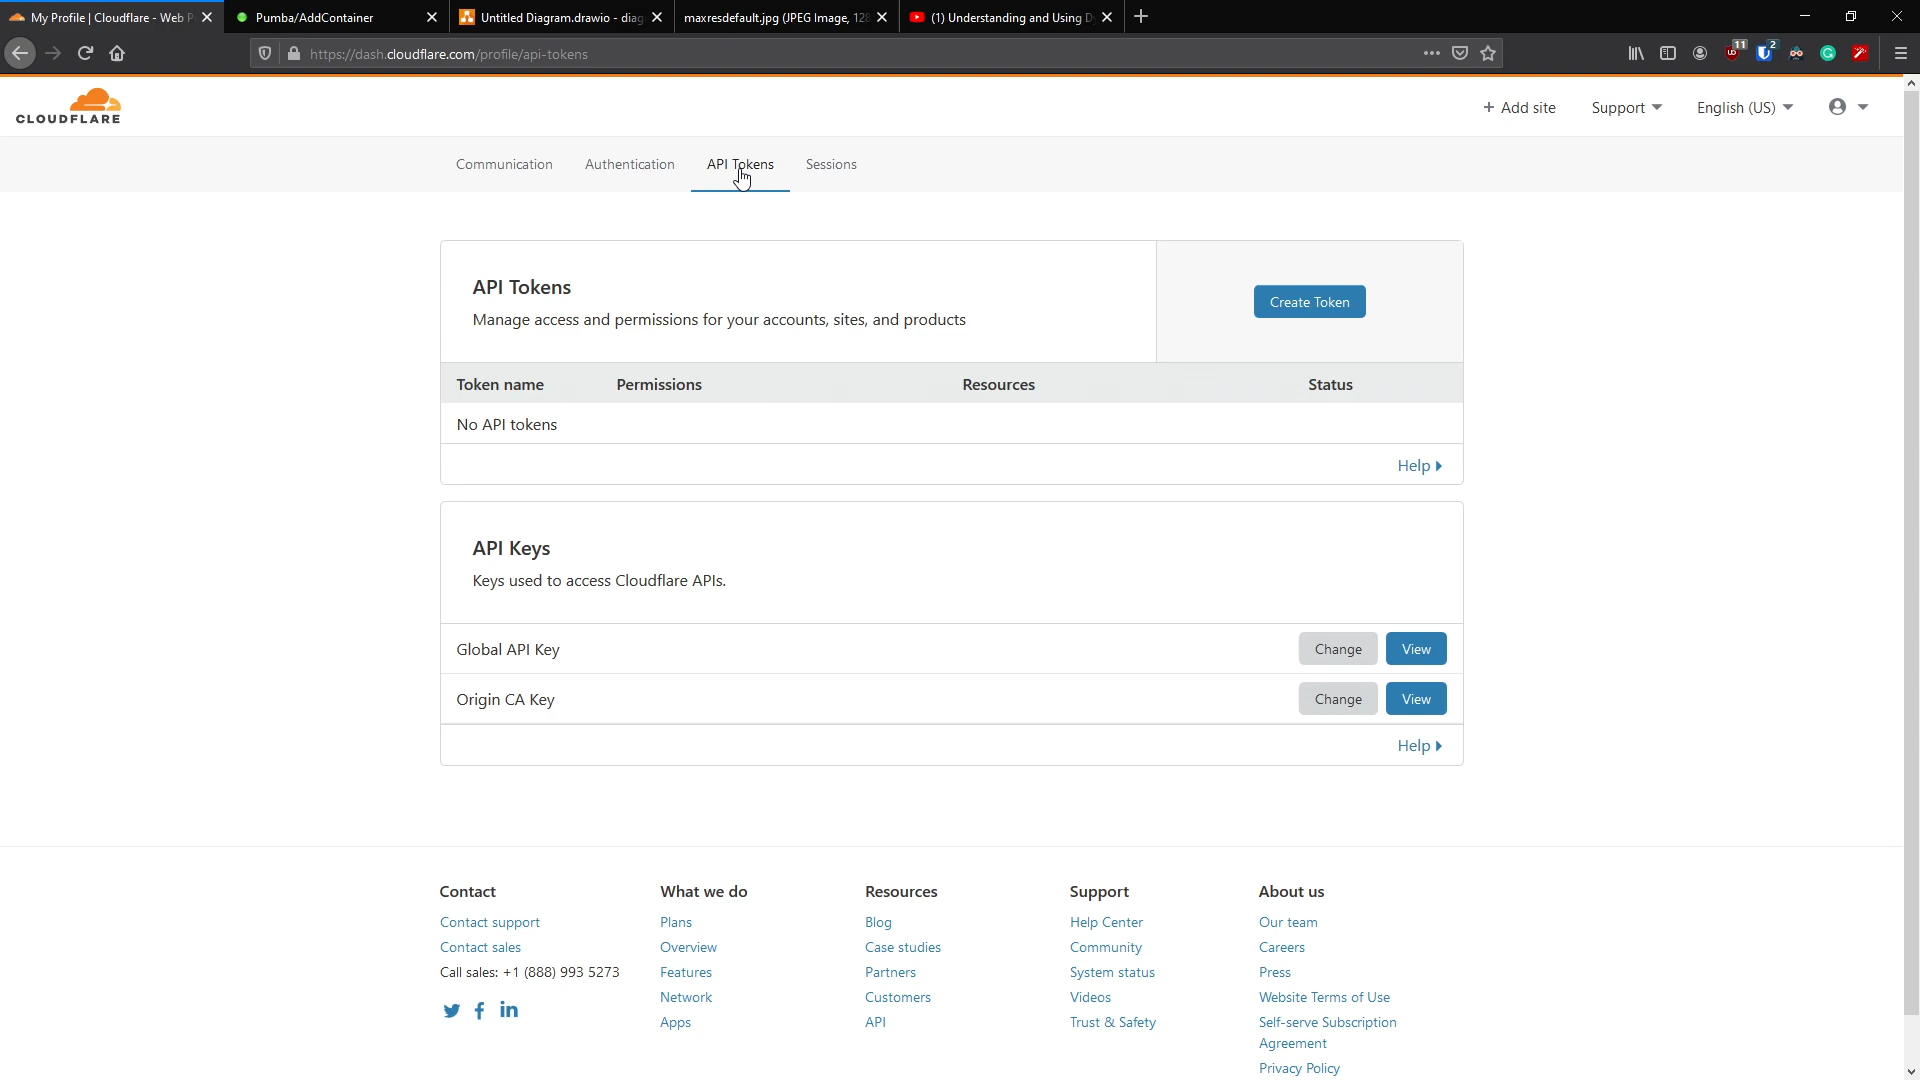 My Profile | Cloudflare - Web P
Pumba/AddContainer
Untitled Diagram.drawio - diag
maxresdefault.jpg (JPEG Image, 128
(1) Understanding and Using D
https://dash.cloudflare.com/profile/api-tokens
11
2
CLOUDFLARE
+ Add site
Support
English (US)
Communication
Authentication
API Tokens
Sessions
API Tokens
Manage access and permissions for your accounts, sites, and products
Create Token
Token name Permissions Resources Status
No API tokens
Help
API Keys
Keys used to access Cloudflare APIs.
Global API Key
Change
View
Origin CA Key
Change
View
Help
Contact
Contact support
Contact sales
Call sales: +1 (888) 993 5273
What we do
Plans
Overview
Features
Network
Apps
Resources
Blog
Case studies
Partners
Customers
API
Support
Help Center
Community
System status
Videos
Trust & Safety
About us
Our team
Careers
Press
Website Terms of Use
Self-serve Subscription
Agreement
Privacy Policy